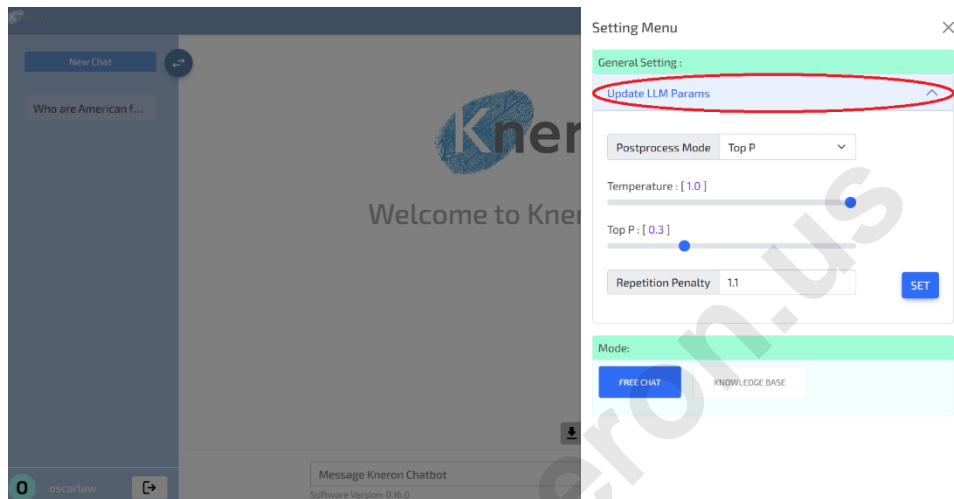 Kneron
New Chat
Who are American f...
Kner
Welcome to Kner
Message Kneron Chatbot
Software Version: 0.16.0
O oscarlaw
Setting Menu
General Setting :
Update LLM Params
Postprocess Mode Top P
Temperature : [ 1.0 ]
Top P : [ 0.3 ]
Repetition Penalty 1.1
SET
Mode:
FREE CHAT KNOWLEDGE BASE
eron.us